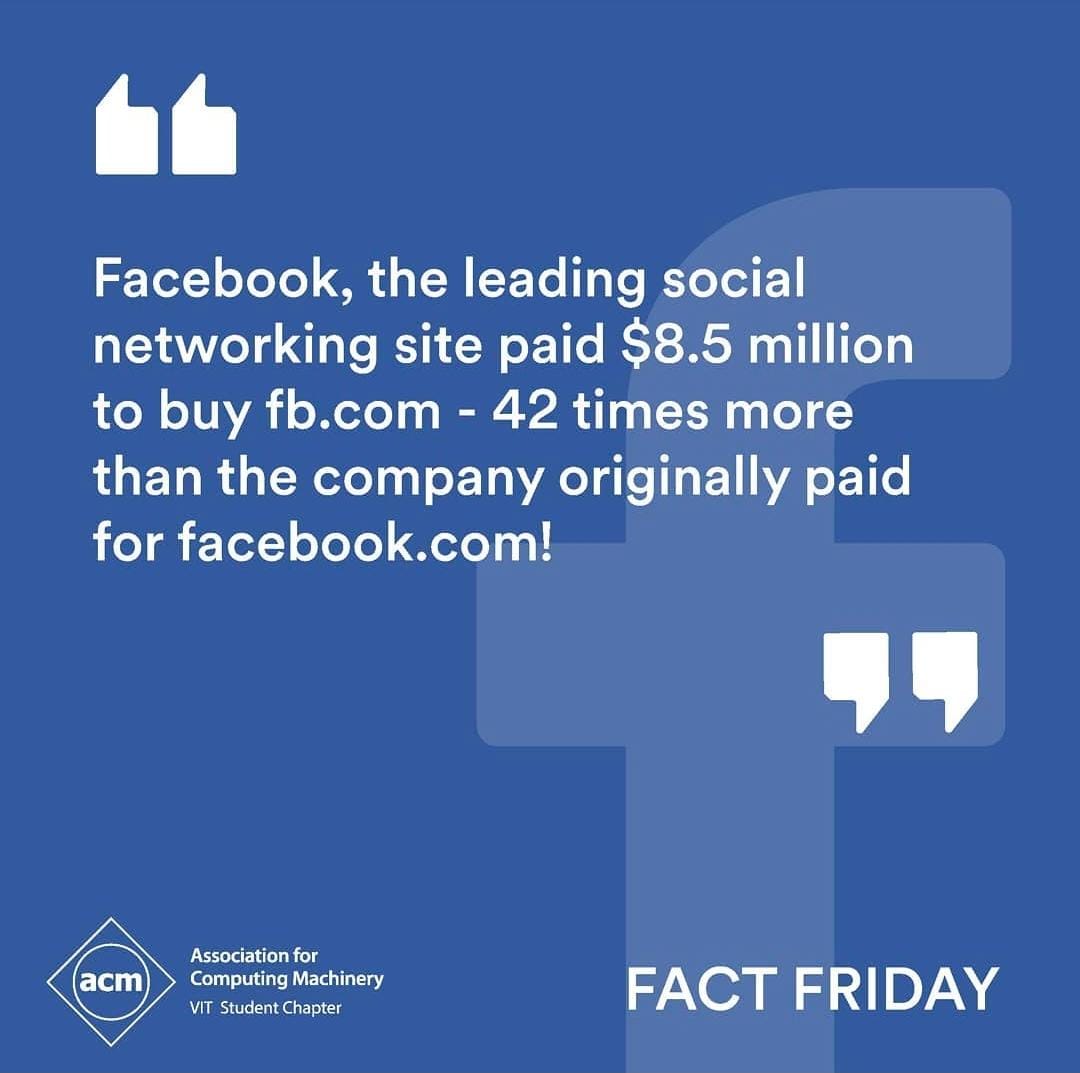 Facebook, the leading social
networking site paid $8.5 million
to buy fb.com - 42 times more
than the company originally paid
for facebook.com!
acm
Association for
Computing Machinery
VIT Student Chapter
FACT FRIDAY